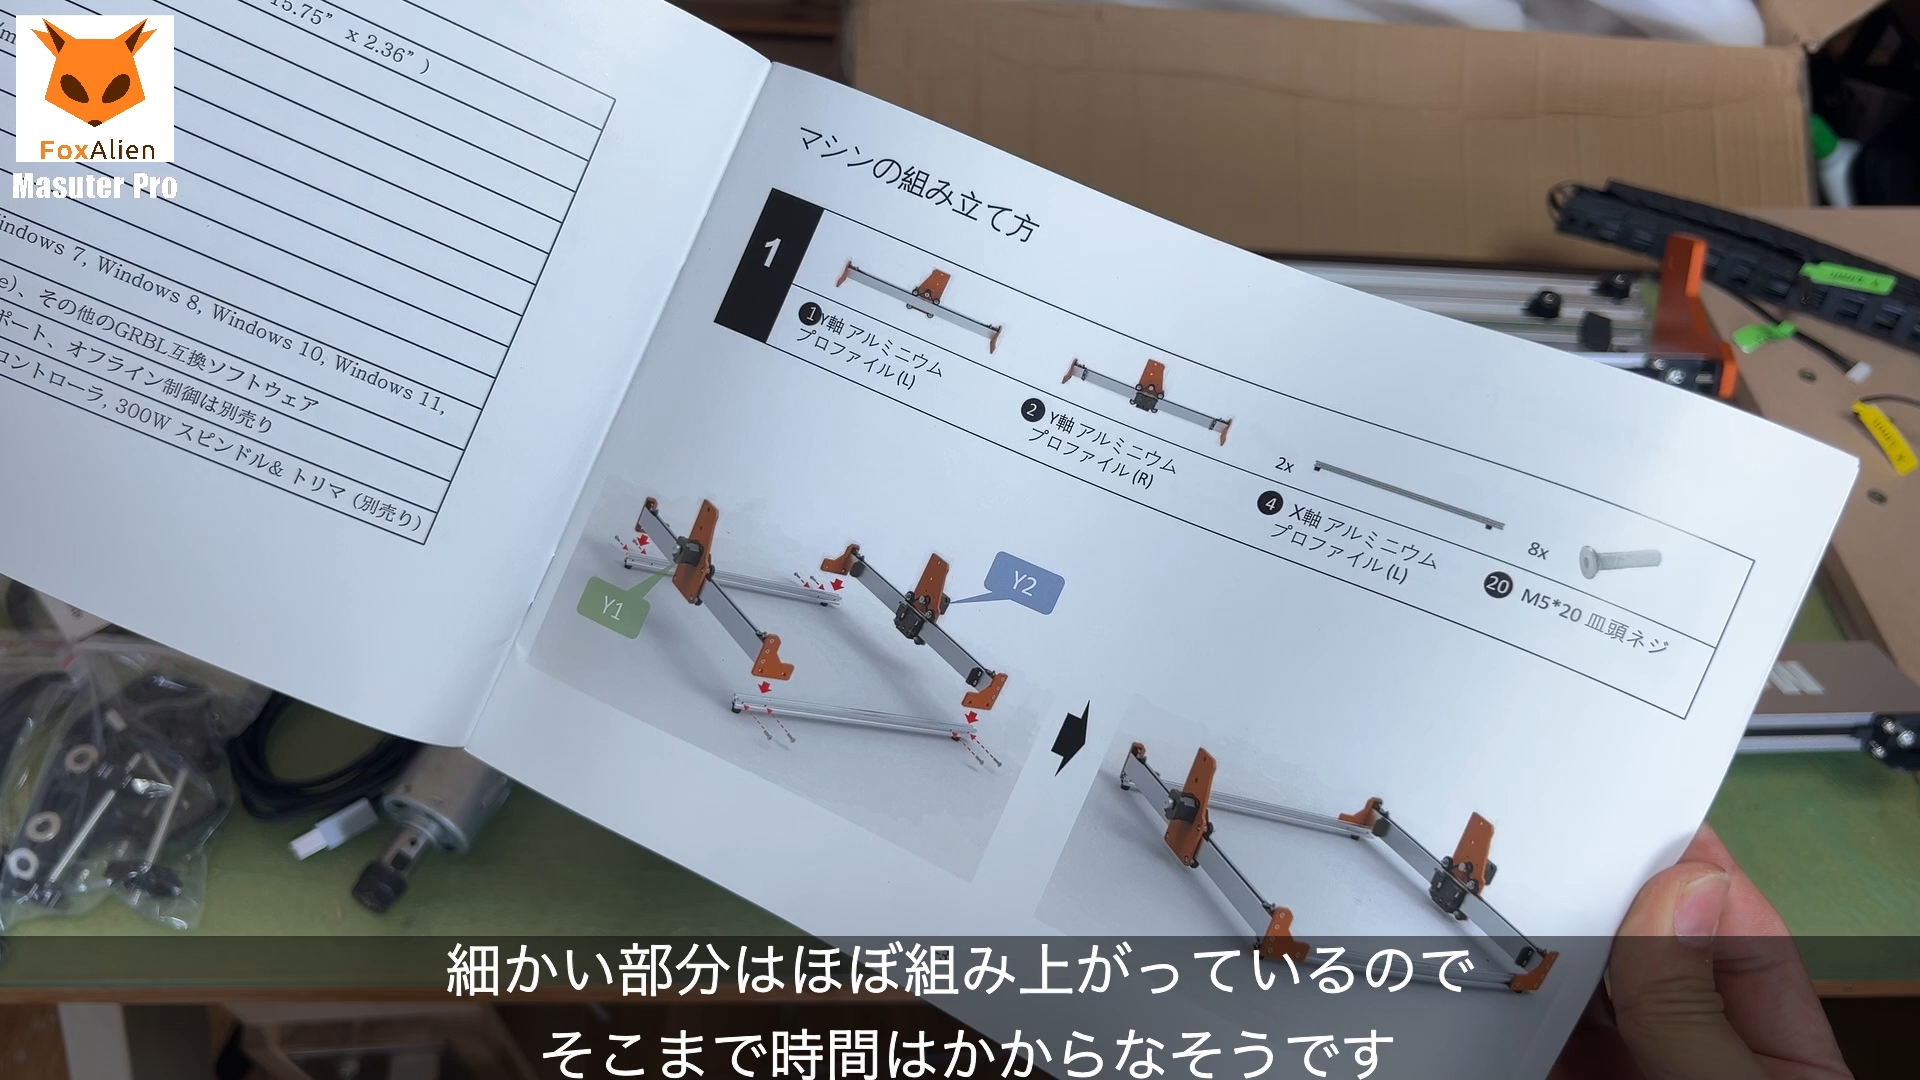 FoxAlien
Masuter Pro
15.75” x 2.36” )
indows 7, Windows 8, Windows 10, Windows 11,
e)、その他のGRBL互換ソフトウェア
ポート、オフライン制御は別売り
コントローラ, 300W スピンドル& トリマ (別売り)
マシンの組み立て方
1
1 Y軸 アルミニウム
プロファイル (L)
2 Y軸 アルミニウム
プロファイル (R)
2x
4 X軸 アルミニウム
プロファイル (L)
8x
20 M5*20 皿頭ネジ
Y1
Y2
細かい部分はほぼ組み上がっているので
そこまで時間はかからなそうです